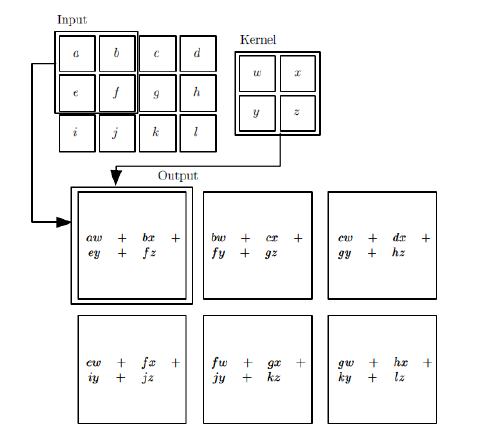 Input
a b c d
e f g h
i j k l
Kernel
w x
y z
Output
aw + bx +
ey + fz
bw + cx +
fy + gz
cw + dx +
gy + hz
ew + fx +
iy + jz
fw + gx +
jy + kz
gw + hx +
ky + lz